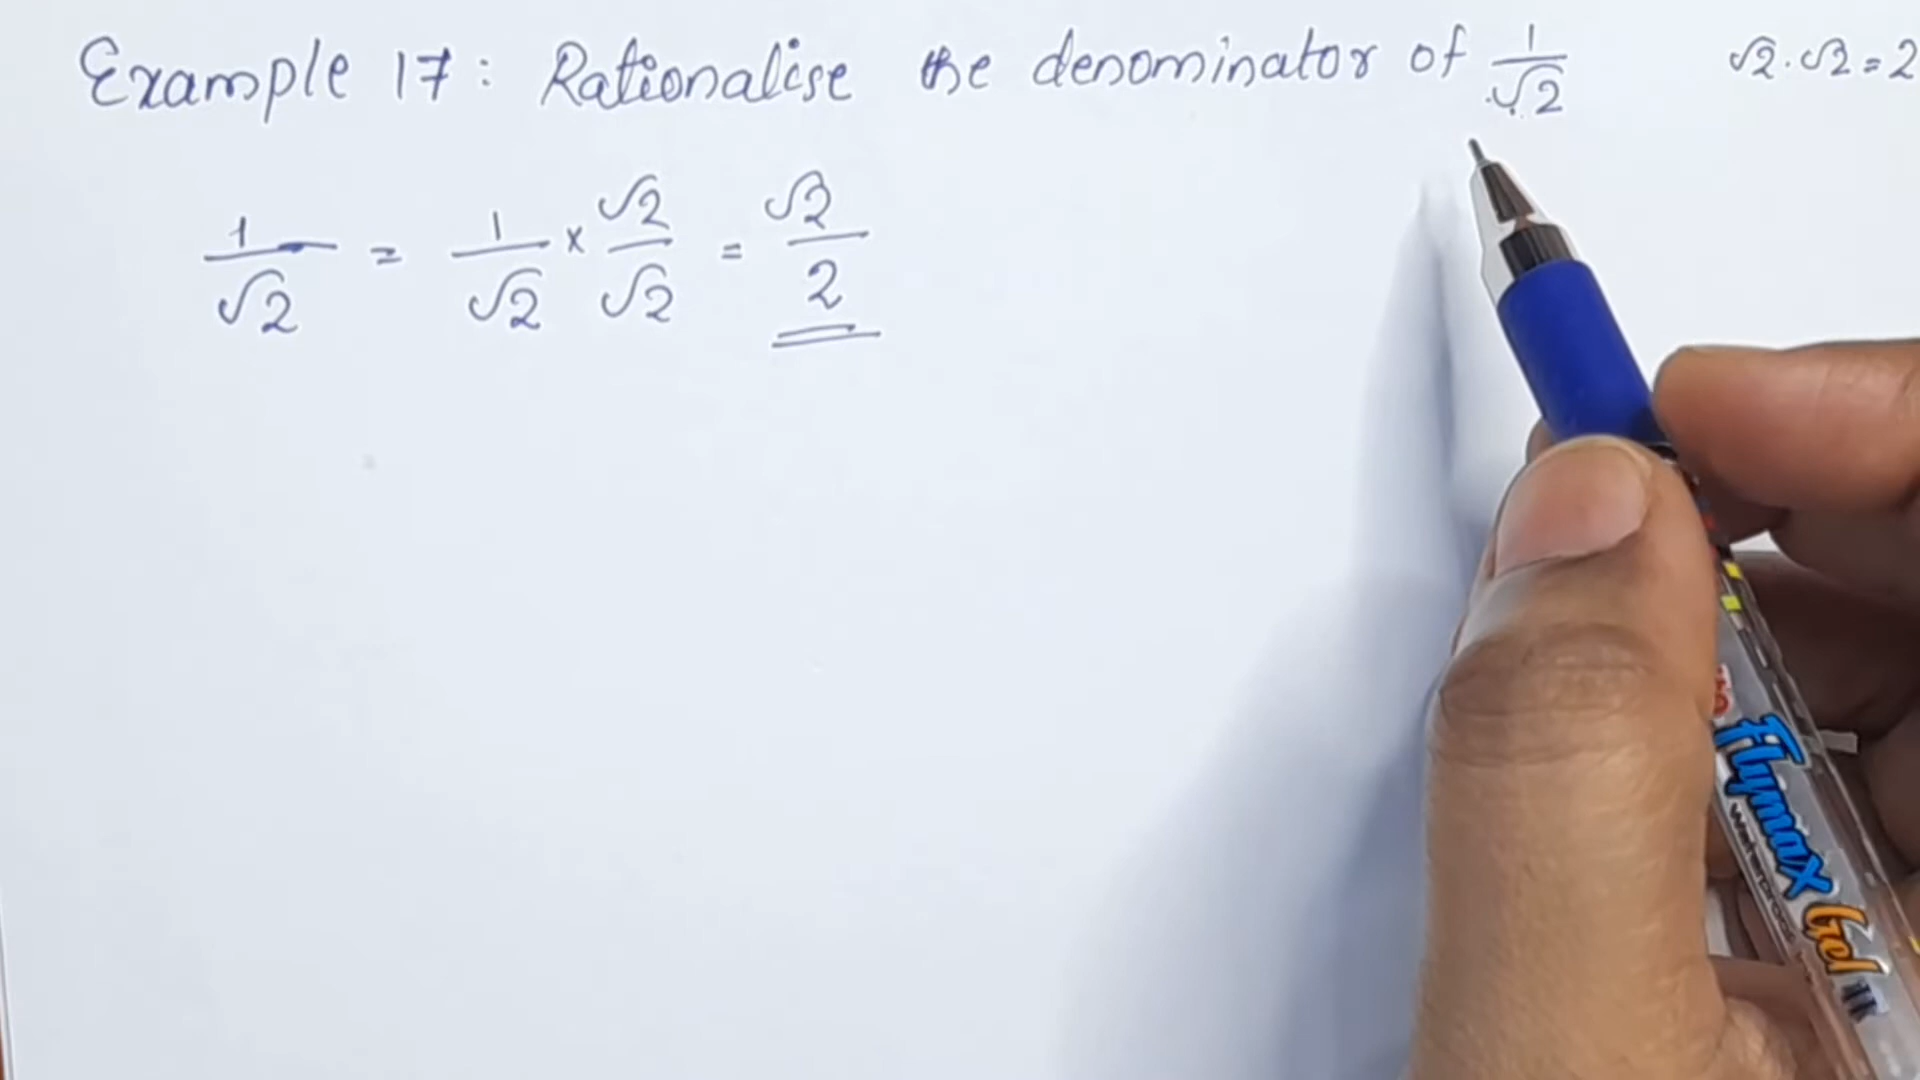 Example 17: Rationalise the denominator of 1/√2
√2.√2=2
1/√2 = 1/√2 × √2/√2 = √2/2
Flymax Gel
Waterproof